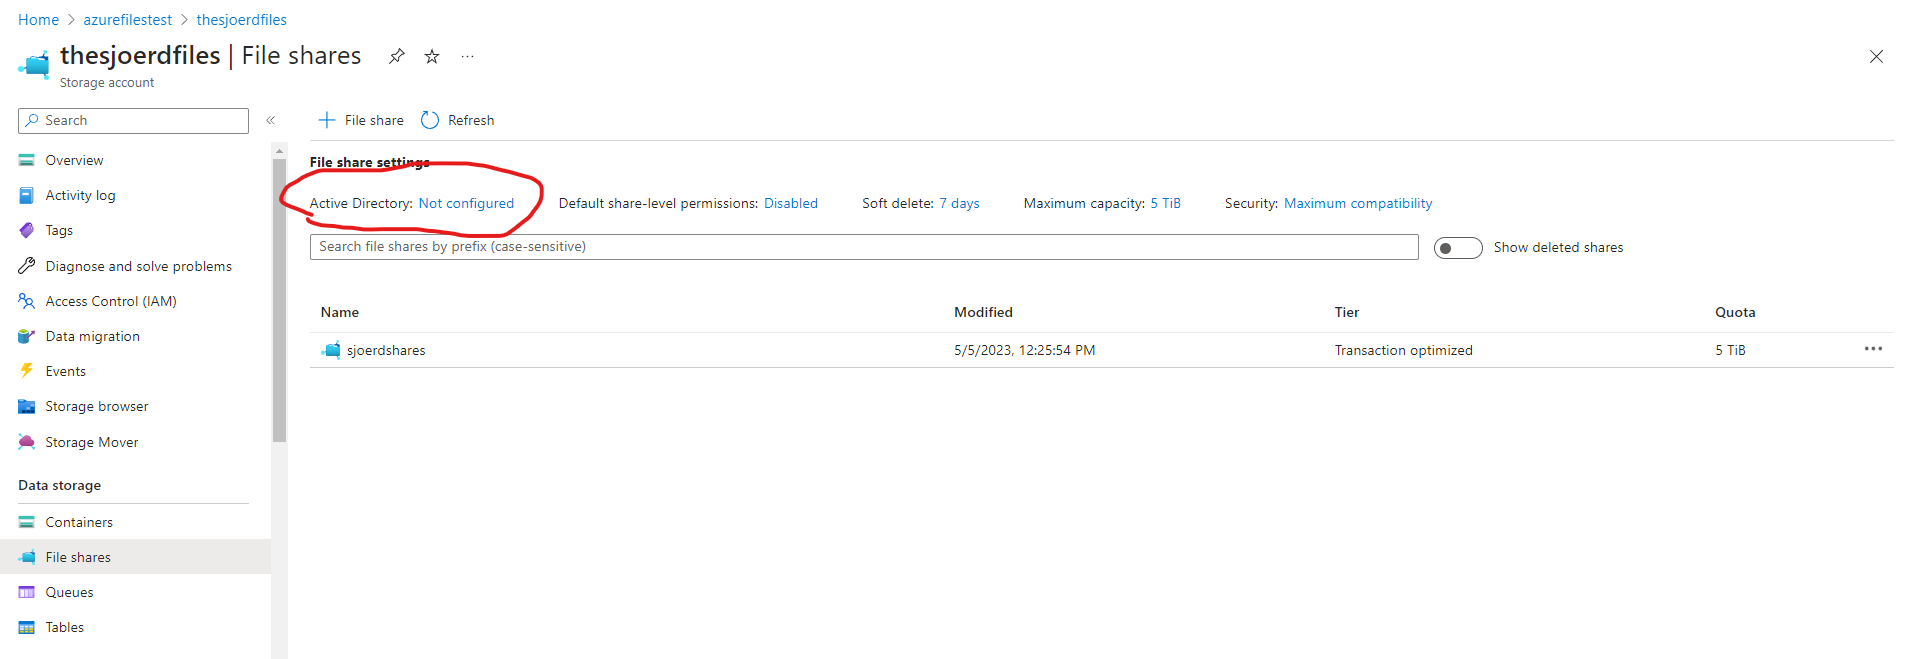 Home > azurefilestest > thesjoerdfiles
thesjoerdfiles | File shares
Storage account
Search
Overview
Activity log
Tags
Diagnose and solve problems
Access Control (IAM)
Data migration
Events
Storage browser
Storage Mover
Data storage
Containers
File shares
Queues
Tables
File share Refresh
File share settings
Active Directory: Not configured Default share-level permissions: Disabled Soft delete: 7 days Maximum capacity: 5 TiB Security: Maximum compatibility
Search file shares by prefix (case-sensitive) Show deleted shares
Name Modified Tier Quota
sjoerdshares 5/5/2023, 12:25:54 PM Transaction optimized 5 TiB